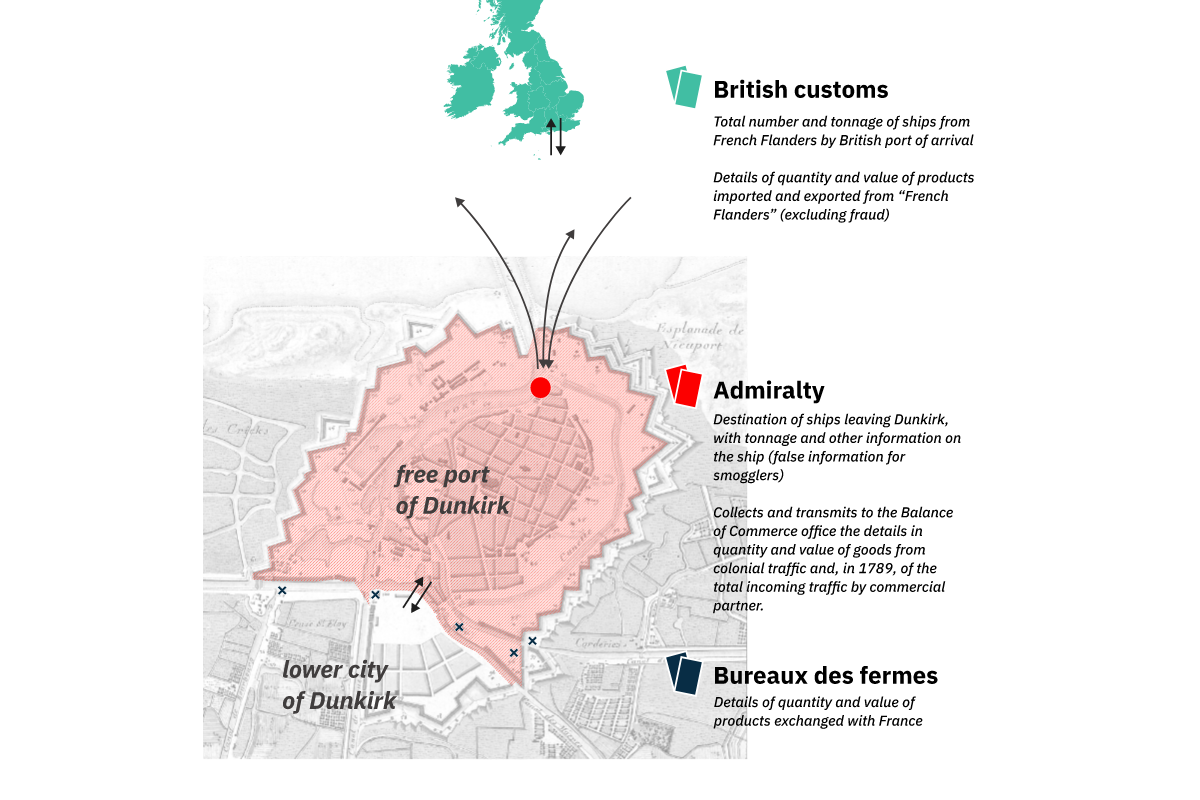 British customs
Total number and tonnage of ships from
French Flanders by British port of arrival
Details of quantity and value of products
imported and exported from “French
Flanders” (excluding fraud)
Esplanade de
Nieuport
Admiralty
Destination of ships leaving Dunkirk,
with tonnage and other information on
the ship (false information for
smogglers)
free port
of Dunkirk
Collects and transmits to the Balance
of Commerce office the details in
quantity and value of goods from
colonial traffic and, in 1789, of the
total incoming traffic by commercial
partner.
lower city
of Dunkirk
Bureaux des fermes
Details of quantity and value of
products exchanged with France